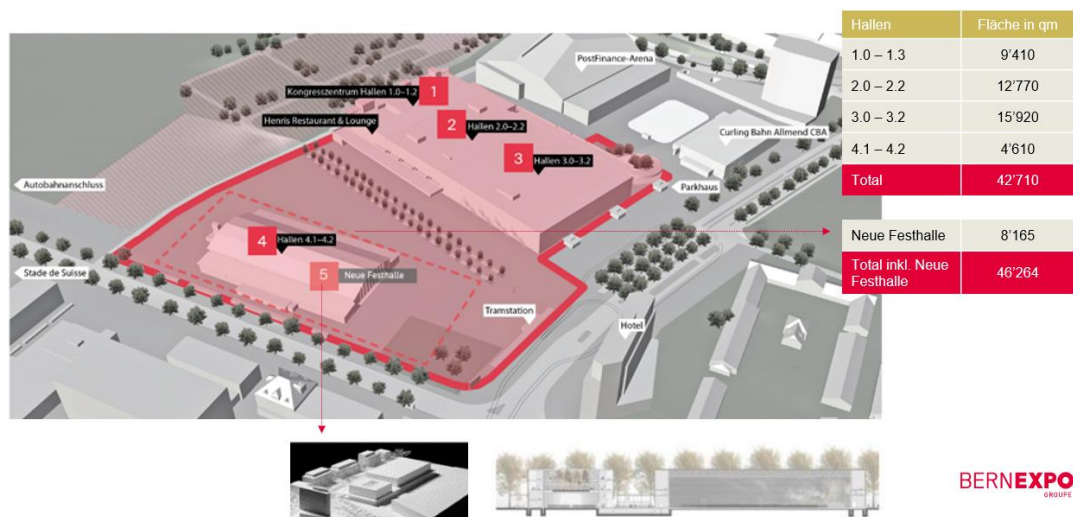 PostFinance-Arena
1
Kongresszentrum Hallen 1.0–1.2
Henris Restaurant & Lounge
2
Hallen 2.0–2.2
3
Hallen 3.0–3.2
Curling Bahn Allmend CBA
Parkhaus
Autobahnanschluss
4
Hallen 4.1–4.2
Stade de Suisse
5
Neue Festhalle
Tramstation
Hotel
Hallen Fläche in qm
1.0 – 1.3 9'410
2.0 – 2.2 12'770
3.0 – 3.2 15'920
4.1 – 4.2 4'610
Total 42'710
Neue Festhalle 8'165
Total inkl. Neue
Festhalle 46'264
BERNEXPO
GROUPE